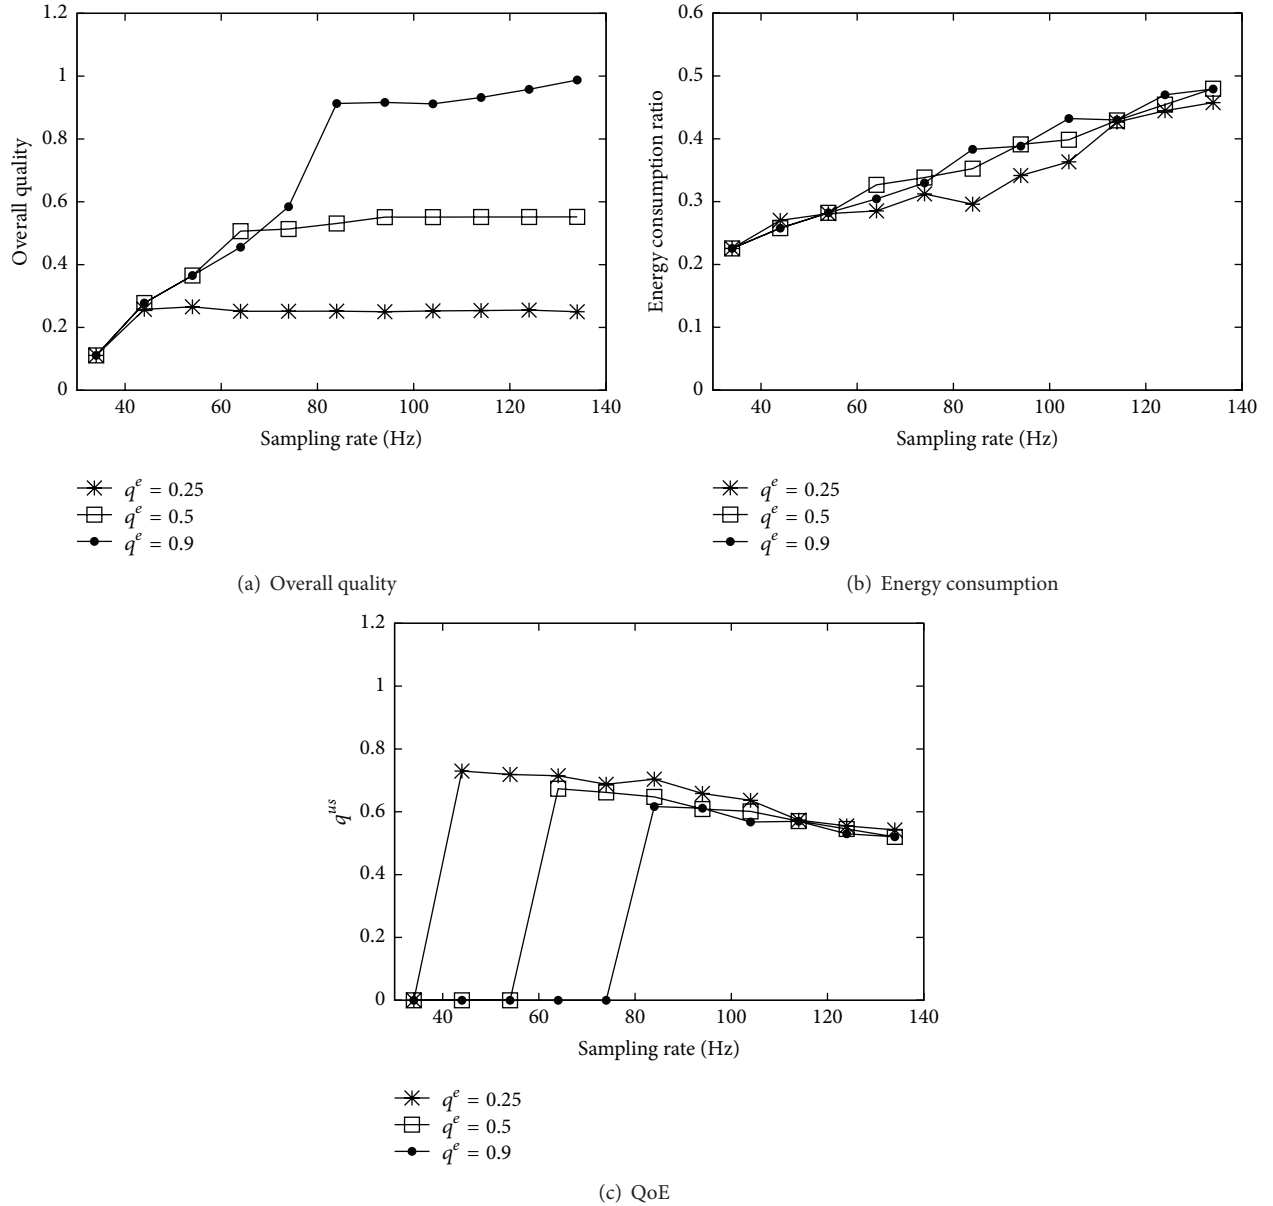 1.2
1
0.8
0.6
0.4
0.2
0
Overall quality
40 60 80 100 120 140
Sampling rate (Hz)
q^e = 0.25
q^e = 0.5
q^e = 0.9
(a) Overall quality
0.6
0.5
0.4
0.3
0.2
0.1
0
Energy consumption ratio
40 60 80 100 120 140
Sampling rate (Hz)
q^e = 0.25
q^e = 0.5
q^e = 0.9
(b) Energy consumption
1.2
1
0.8
0.6
0.4
0.2
0
q^us
40 60 80 100 120 140
Sampling rate (Hz)
q^e = 0.25
q^e = 0.5
q^e = 0.9
(c) QoE